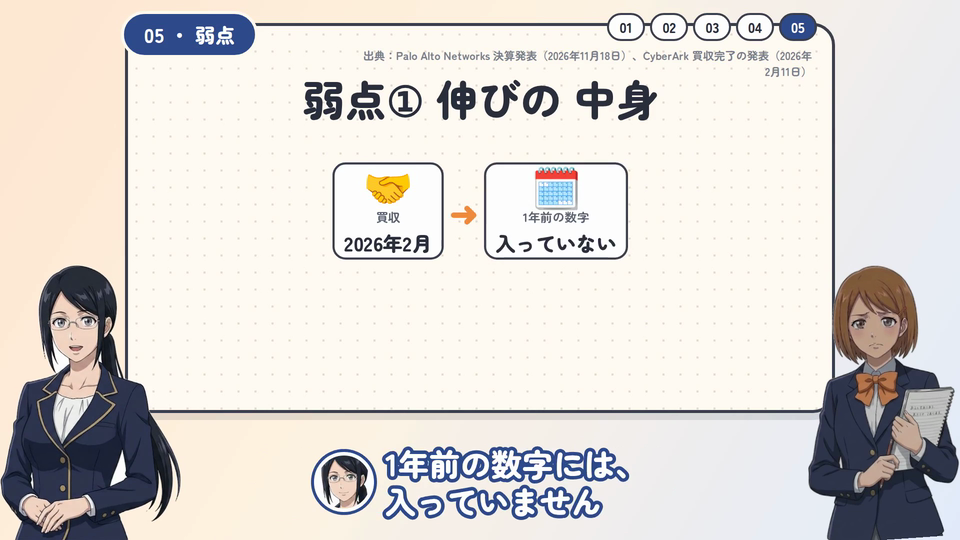 05 ・ 弱点
01 02 03 04 05
出典：Palo Alto Networks 決算発表（2026年11月18日）、CyberArk 買収完了の発表（2026年
2月11日）
弱点① 伸びの 中身
買収
2026年2月
1年前の数字
入っていない
1年前の数字には、
入っていません